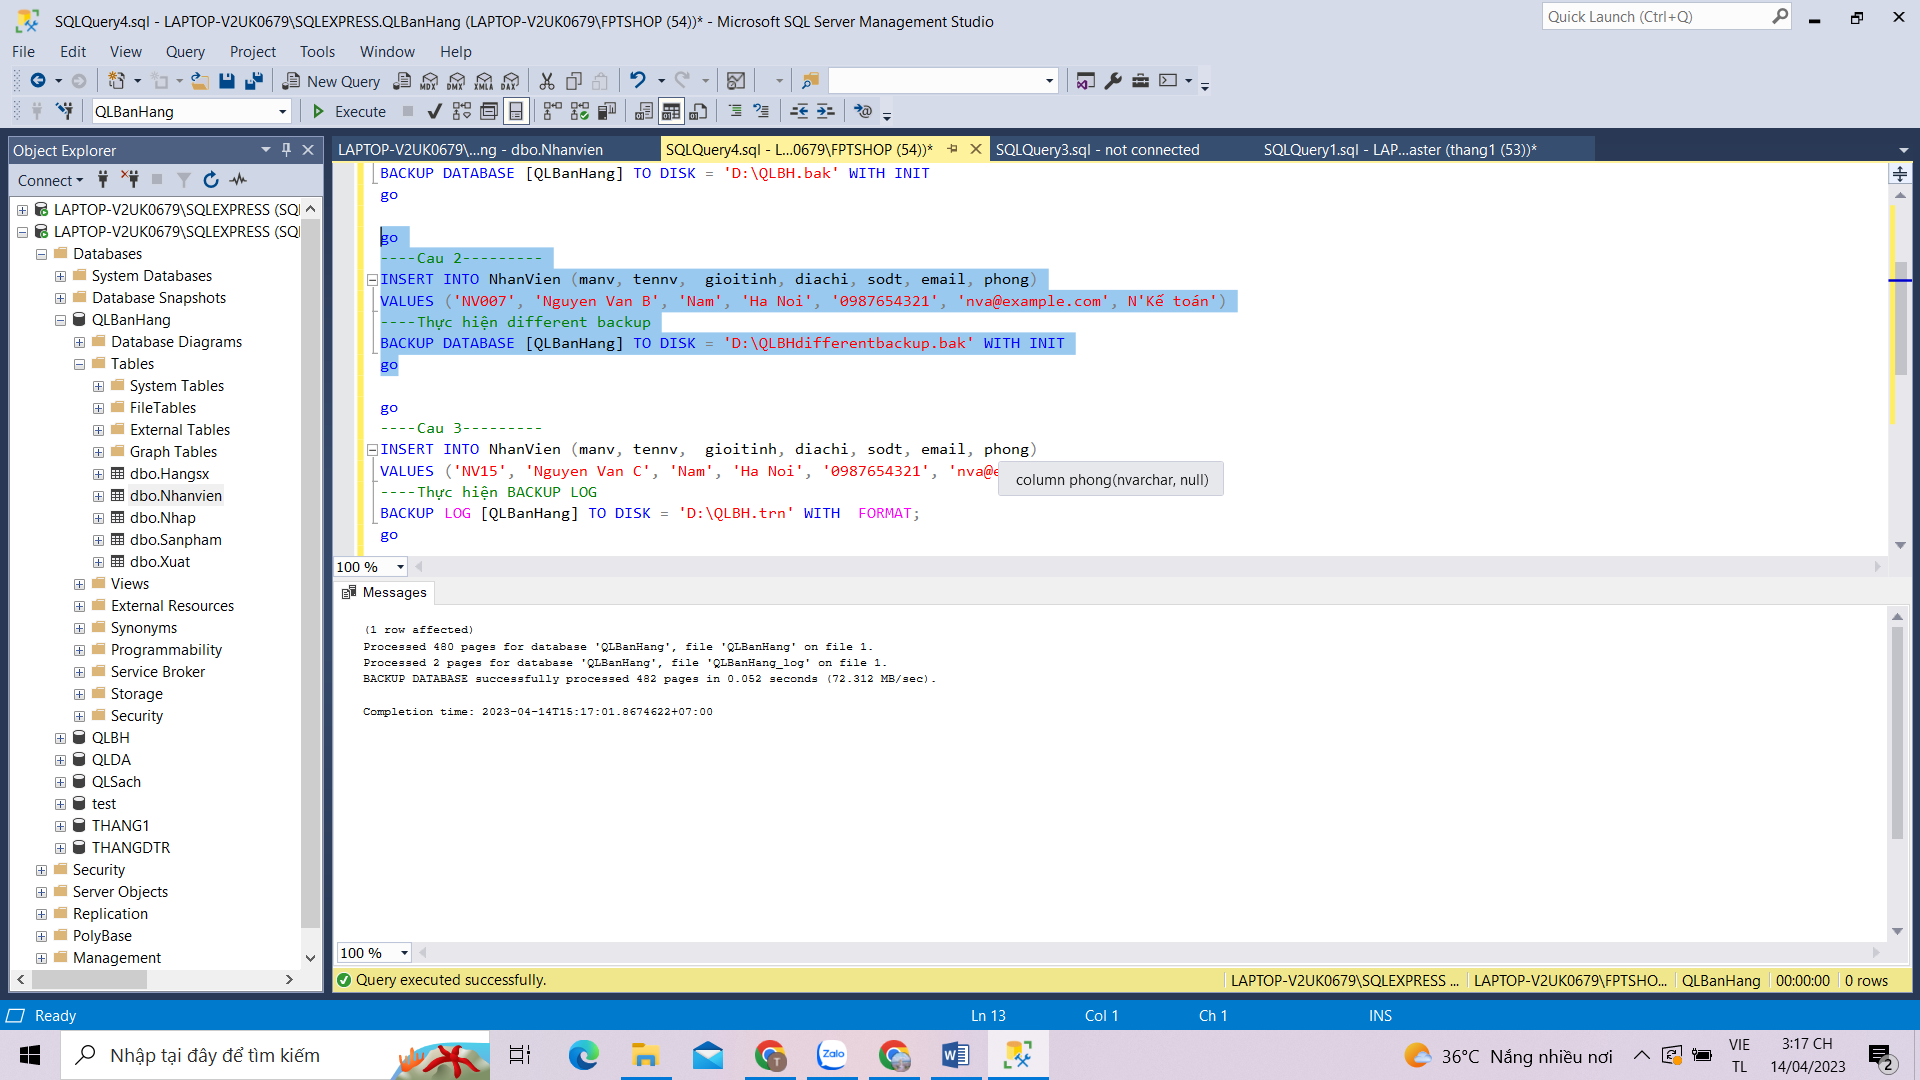 SQLQuery4.sql - LAPTOP-V2UK0679\SQLEXPRESS.QLBanHang (LAPTOP-V2UK0679\FPTSHOP (54))* - Microsoft SQL Server Management Studio
Quick Launch (Ctrl+Q)
File Edit View Query Project Tools Window Help
New Query
QLBanHang
Execute
Object Explorer
Connect
LAPTOP-V2UK0679\SQLEXPRESS (SQl
LAPTOP-V2UK0679\SQLEXPRESS (SQl
Databases
System Databases
Database Snapshots
QLBanHang
Database Diagrams
Tables
System Tables
FileTables
External Tables
Graph Tables
dbo.Hangsx
dbo.Nhanvien
dbo.Nhap
dbo.Sanpham
dbo.Xuat
Views
External Resources
Synonyms
Programmability
Service Broker
Storage
Security
QLBH
QLDA
QLSach
test
THANG1
THANGDTR
Security
Server Objects
Replication
PolyBase
Management
LAPTOP-V2UK0679\...ng - dbo.Nhanvien
SQLQuery4.sql - L...0679\FPTSHOP (54))*
SQLQuery3.sql - not connected
SQLQuery1.sql - LAP...aster (thang1 (53))*
BACKUP DATABASE [QLBanHang] TO DISK = 'D:\QLBH.bak' WITH INIT
go
go
----Cau 2---------
INSERT INTO NhanVien (manv, tennv,  gioitinh, diachi, sodt, email, phong)
VALUES ('NV007', 'Nguyen Van B', 'Nam', 'Ha Noi', '0987654321', 'nva@example.com', N'Kế toán')
----Thực hiện different backup
BACKUP DATABASE [QLBanHang] TO DISK = 'D:\QLBHdifferentbackup.bak' WITH INIT
go
go
----Cau 3---------
INSERT INTO NhanVien (manv, tennv,  gioitinh, diachi, sodt, email, phong)
VALUES ('NV15', 'Nguyen Van C', 'Nam', 'Ha Noi', '0987654321', 'nva@e
column phong(nvarchar, null)
----Thực hiện BACKUP LOG
BACKUP LOG [QLBanHang] TO DISK = 'D:\QLBH.trn' WITH  FORMAT;
go
100 %
Messages
(1 row affected)
Processed 480 pages for database 'QLBanHang', file 'QLBanHang' on file 1.
Processed 2 pages for database 'QLBanHang', file 'QLBanHang_log' on file 1.
BACKUP DATABASE successfully processed 482 pages in 0.052 seconds (72.312 MB/sec).
Completion time: 2023-04-14T15:17:01.8674622+07:00
100 %
Query executed successfully.
LAPTOP-V2UK0679\SQLEXPRESS ...
LAPTOP-V2UK0679\FPTSHO...
QLBanHang
00:00:00
0 rows
Ready
Ln 13
Col 1
Ch 1
INS
Nhập tại đây để tìm kiếm
Zalo
T
36°C Nắng nhiều nơi
VIE
TL
3:17 CH
14/04/2023
2